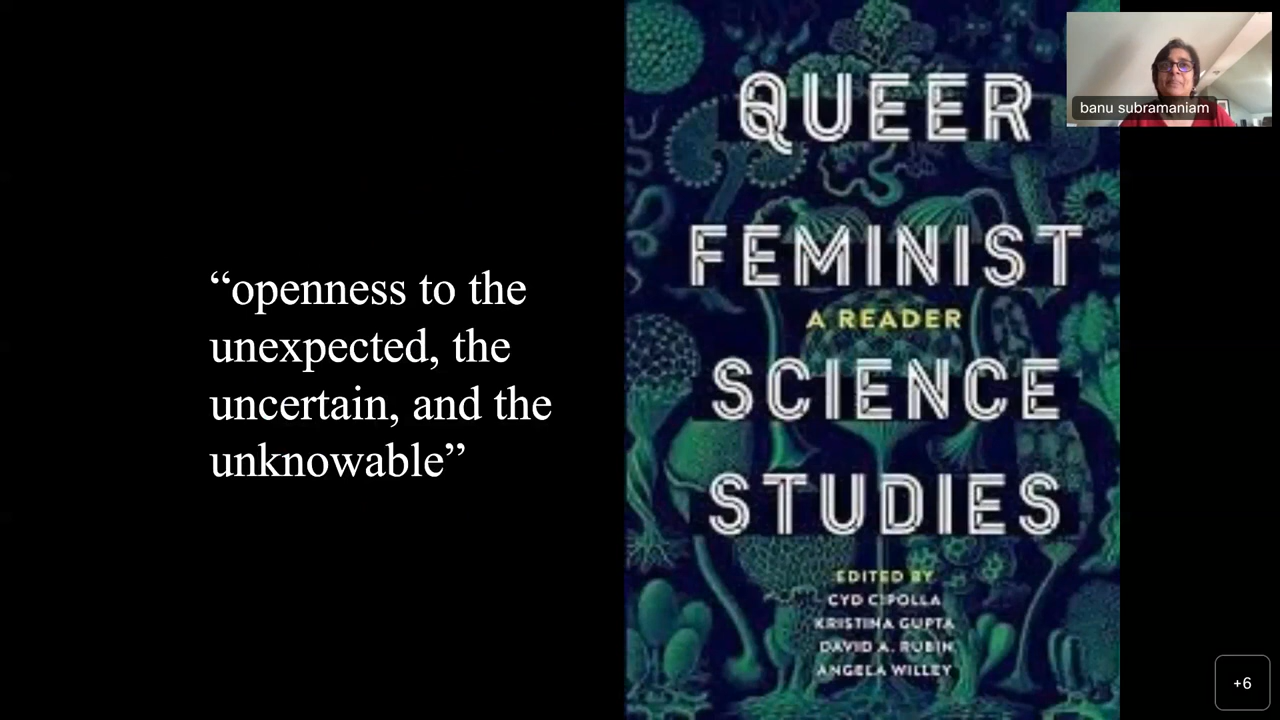 “openness to the
unexpected, the
uncertain, and the
unknowable”
QUEER
FEMINIST
A READER
SCIENCE
STUDIES
EDITED BY
CYD CIPOLLA
KRISTINA GUPTA
DAVID A. RUBIN
ANGELA WILLEY
banu subramaniam
+6